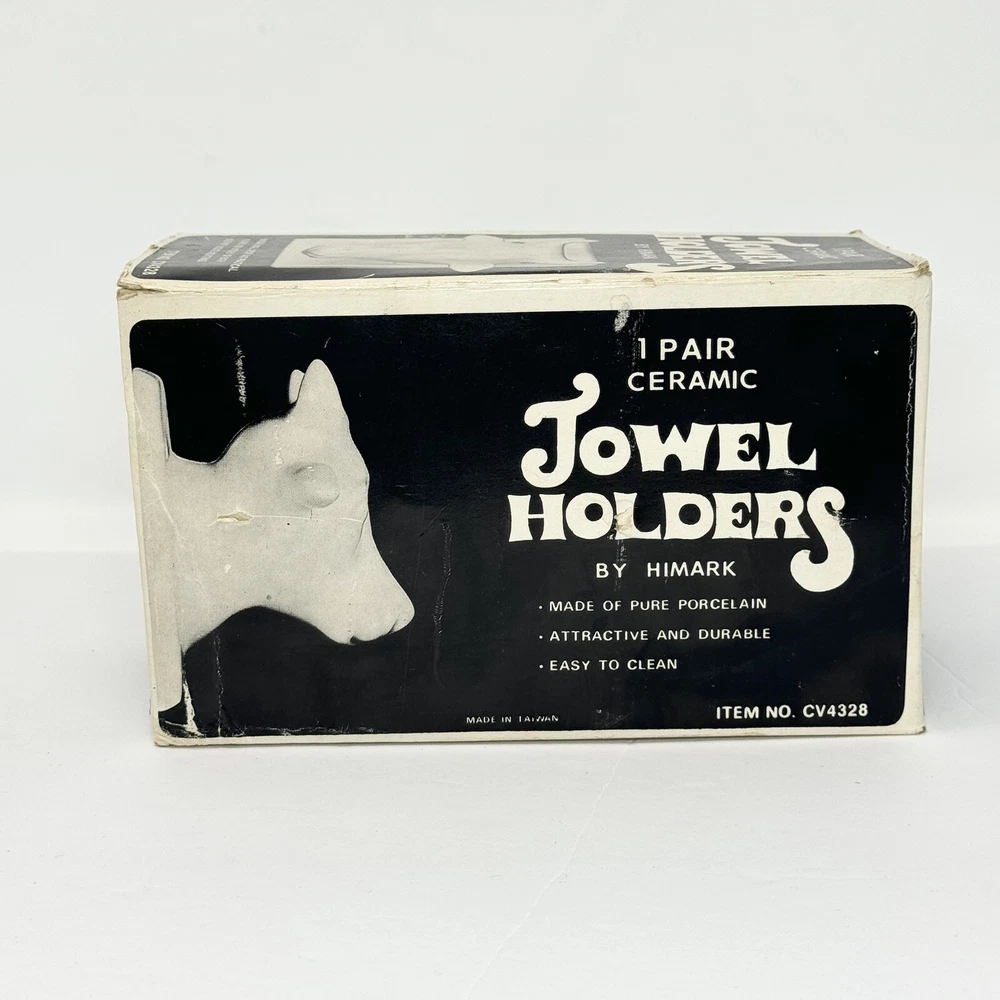 1 PAIR
CERAMIC
TOWEL
HOLDERS
BY HIMARK
• MADE OF PURE PORCELAIN
• ATTRACTIVE AND DURABLE
• EASY TO CLEAN
MADE IN TAIWAN
ITEM NO. CV4328